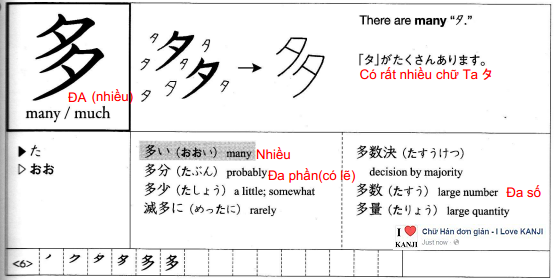 多
many / much
ĐA (nhiều)
タ タ タ タ タ タ タ タ → タタ
There are many “タ.”
「タ」がたくさんあります。
Có rất nhiều chữ Ta タ
▶ た
▷ おお
多い（おおい） many Nhiều
多分（たぶん） probably Đa phần(có lẽ)
多少（たしょう） a little; somewhat
滅多に（めったに） rarely
多数決（たすうけつ）
decision by majority
多数（たすう） large number Đa số
多量（たりょう） large quantity
I ❤ KANJI
Chữ Hán đơn giản - I Love KANJI
Just now
<6> ノ ク タ 多 多